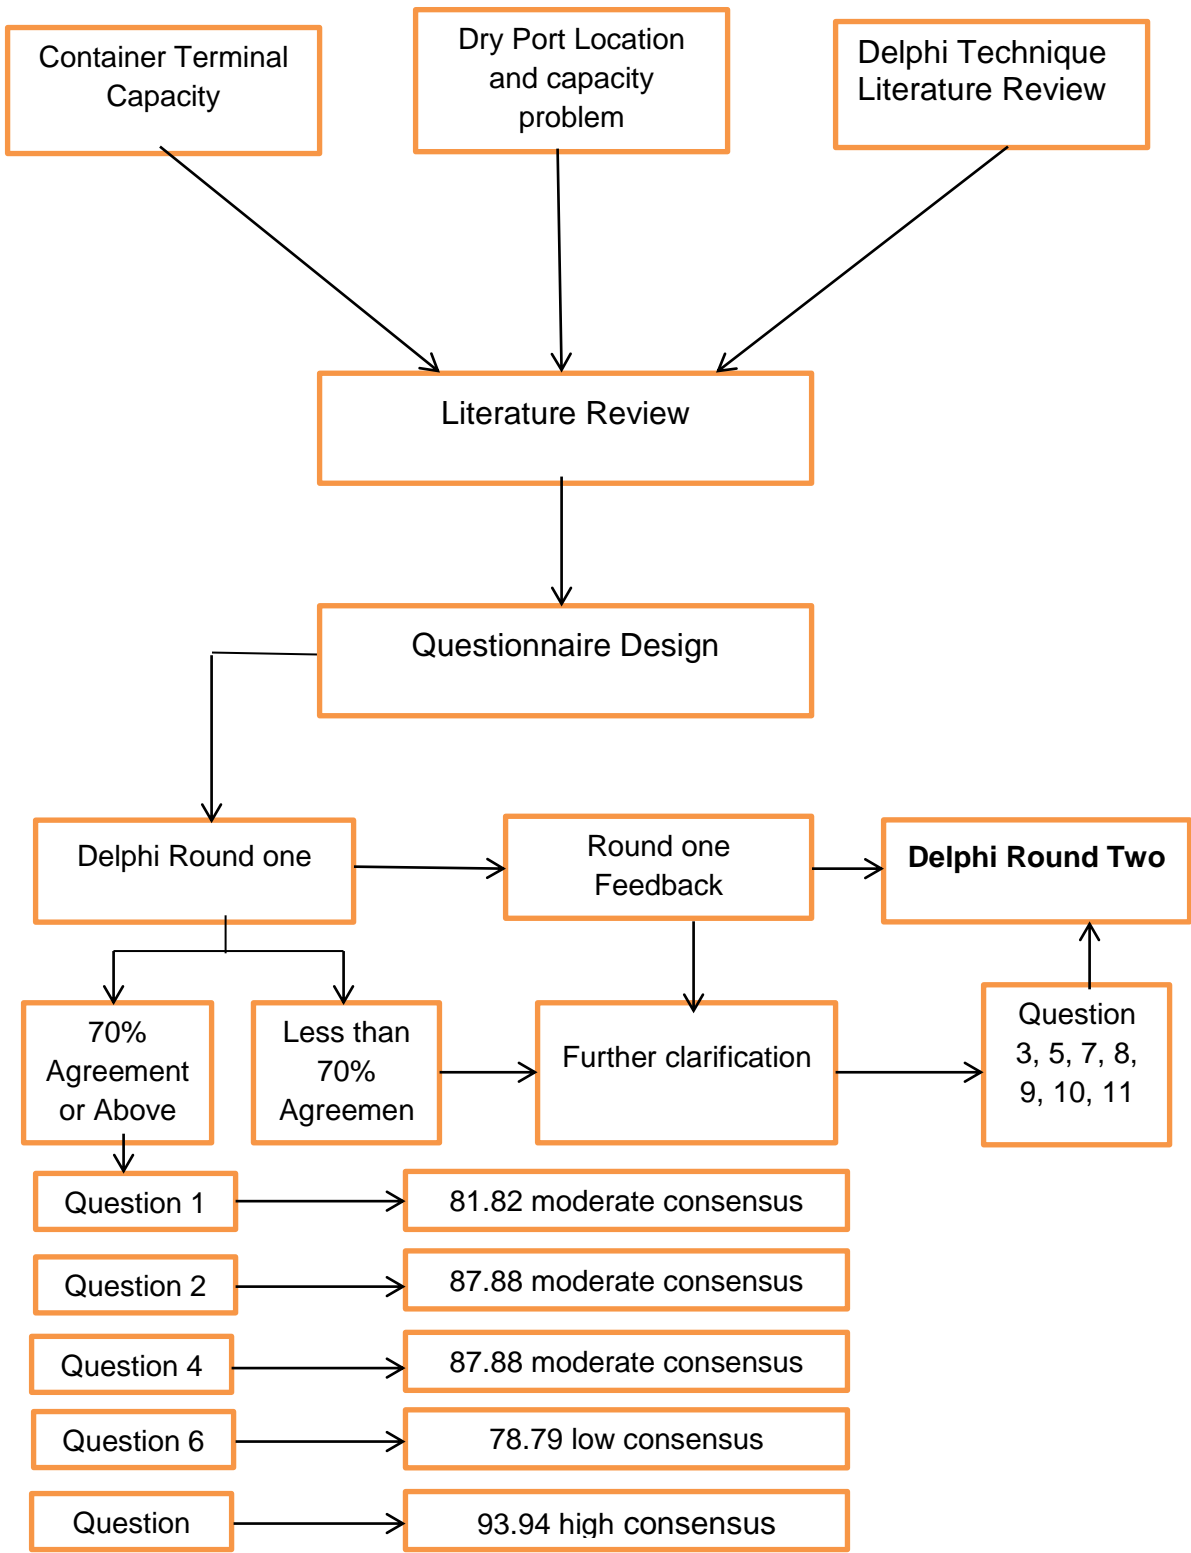 Container Terminal
Capacity
Dry Port Location
and capacity
problem
Delphi Technique
Literature Review
Literature Review
Questionnaire Design
Delphi Round one
Round one
Feedback
Delphi Round Two
70%
Agreement
or Above
Less than
70%
Agreemen
Further clarification
Question
3, 5, 7, 8,
9, 10, 11
Question 1
81.82 moderate consensus
Question 2
87.88 moderate consensus
Question 4
87.88 moderate consensus
Question 6
78.79 low consensus
Question
93.94 high consensus